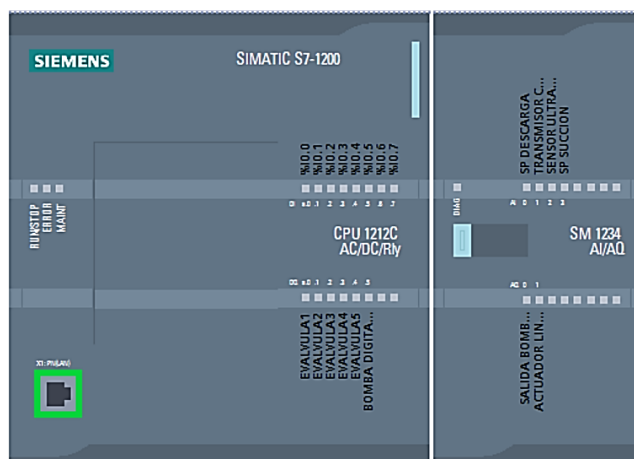 SIEMENS
SIMATIC S7-1200
%I0.0
%I0.1
%I0.2
%I0.3
%I0.4
%I0.5
%I0.6
%I0.7
DI a.0 .1 .2 .3 .4 .5 .6 .7
RUN/STOP
ERROR
MAINT
CPU 1212C
AC/DC/Rly
DQ a.0 .1 .2 .3 .4 .5
EVALVULA1
EVALVULA2
EVALVULA3
EVALVULA4
EVALVULA5
BOMBA DIGITA...
X1: PN(LAN)
SP DESCARGA
TRANSMISOR C...
SENSOR ULTRA...
SP SUCCION
AI 0 1 2 3
DIAG
SM 1234
AI/AQ
AQ 0 1
SALIDA BOMB...
ACTUADOR LIN...